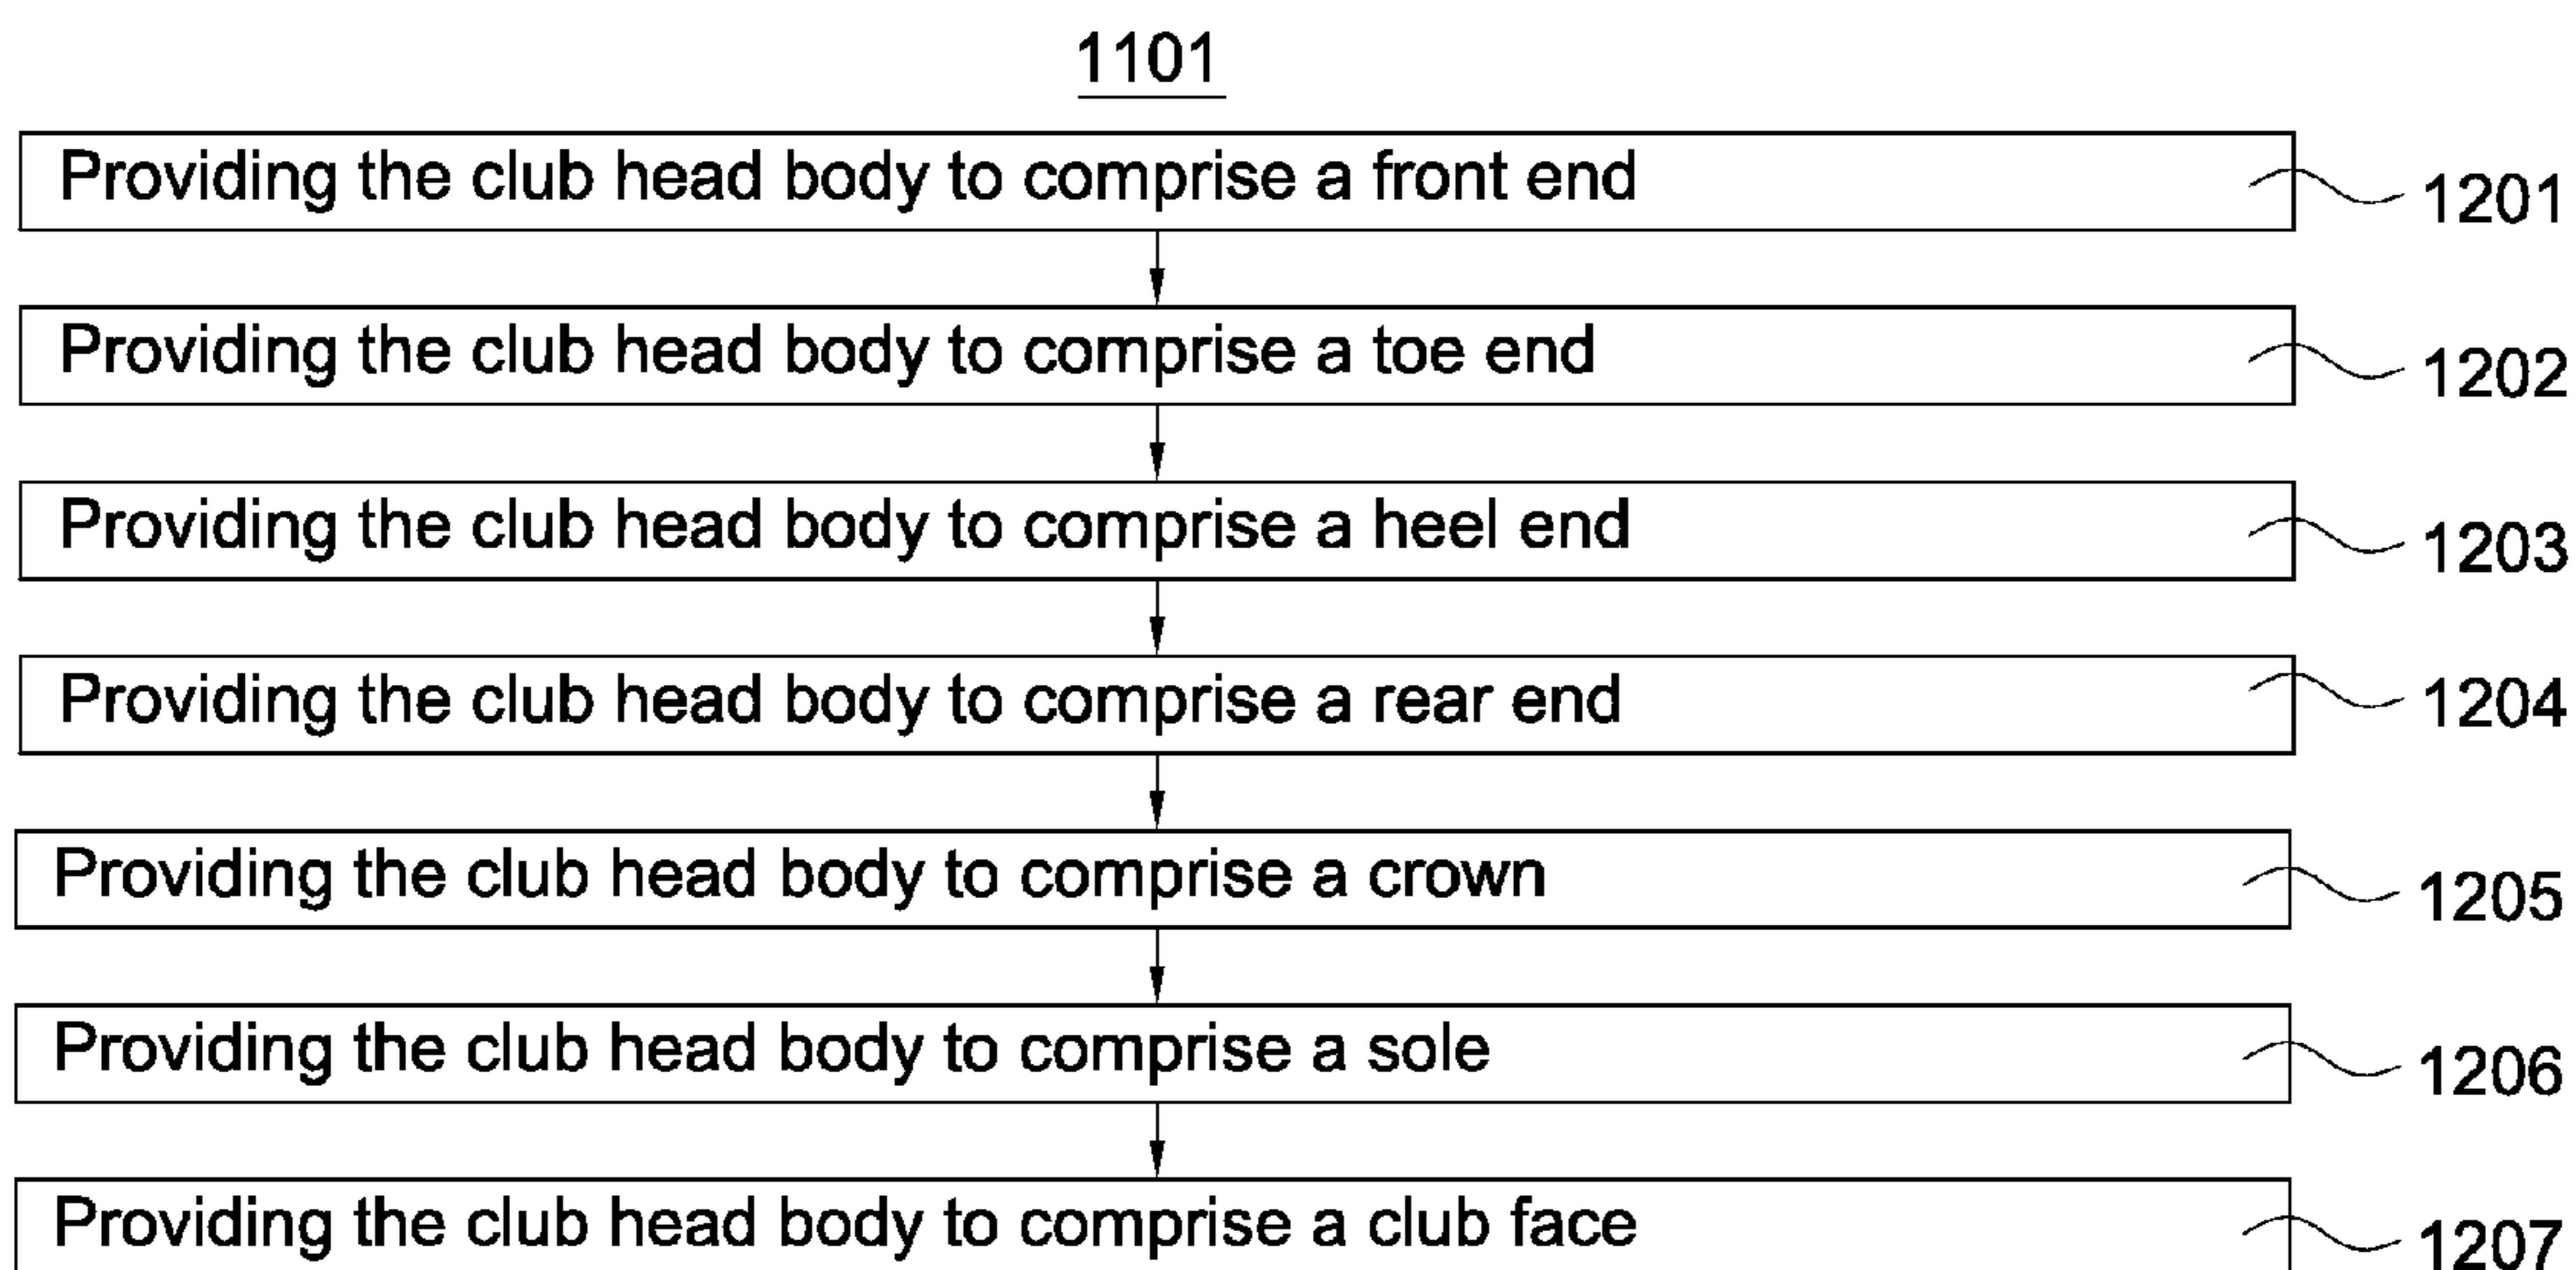 1101
Providing the club head body to comprise a front end 1201
Providing the club head body to comprise a toe end 1202
Providing the club head body to comprise a heel end 1203
Providing the club head body to comprise a rear end 1204
Providing the club head body to comprise a crown 1205
Providing the club head body to comprise a sole 1206
Providing the club head body to comprise a club face 1207